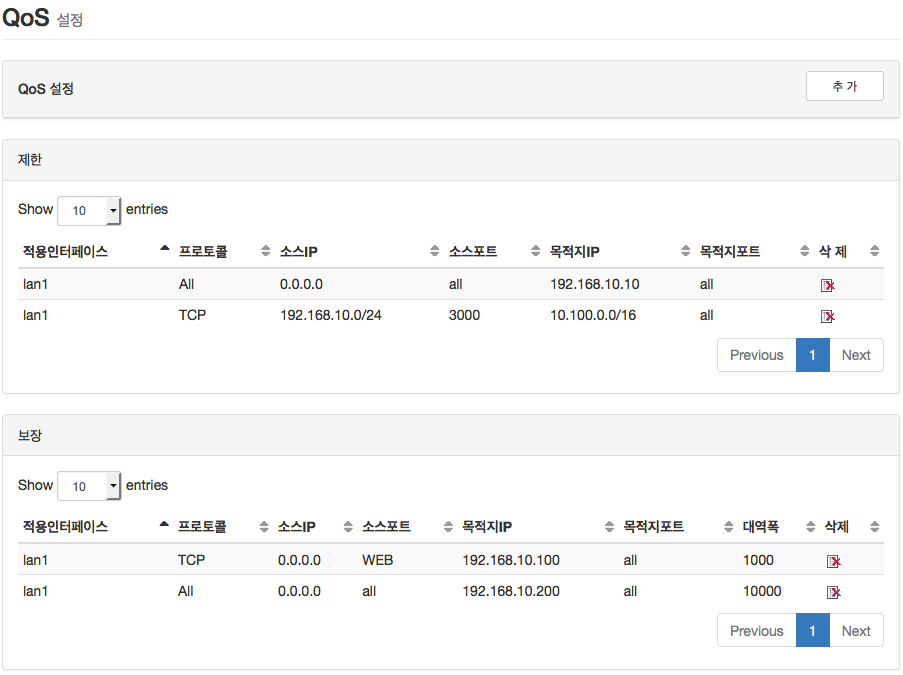 QoS 설정
QoS 설정
추 가
제한
Show 10 entries
적용인터페이스 프로토콜 소스IP 소스포트 목적지IP 목적지포트 삭 제
lan1 All 0.0.0.0 all 192.168.10.10 all
lan1 TCP 192.168.10.0/24 3000 10.100.0.0/16 all
Previous 1 Next
보장
Show 10 entries
적용인터페이스 프로토콜 소스IP 소스포트 목적지IP 목적지포트 대역폭 삭제
lan1 TCP 0.0.0.0 WEB 192.168.10.100 all 1000
lan1 All 0.0.0.0 all 192.168.10.200 all 10000
Previous 1 Next